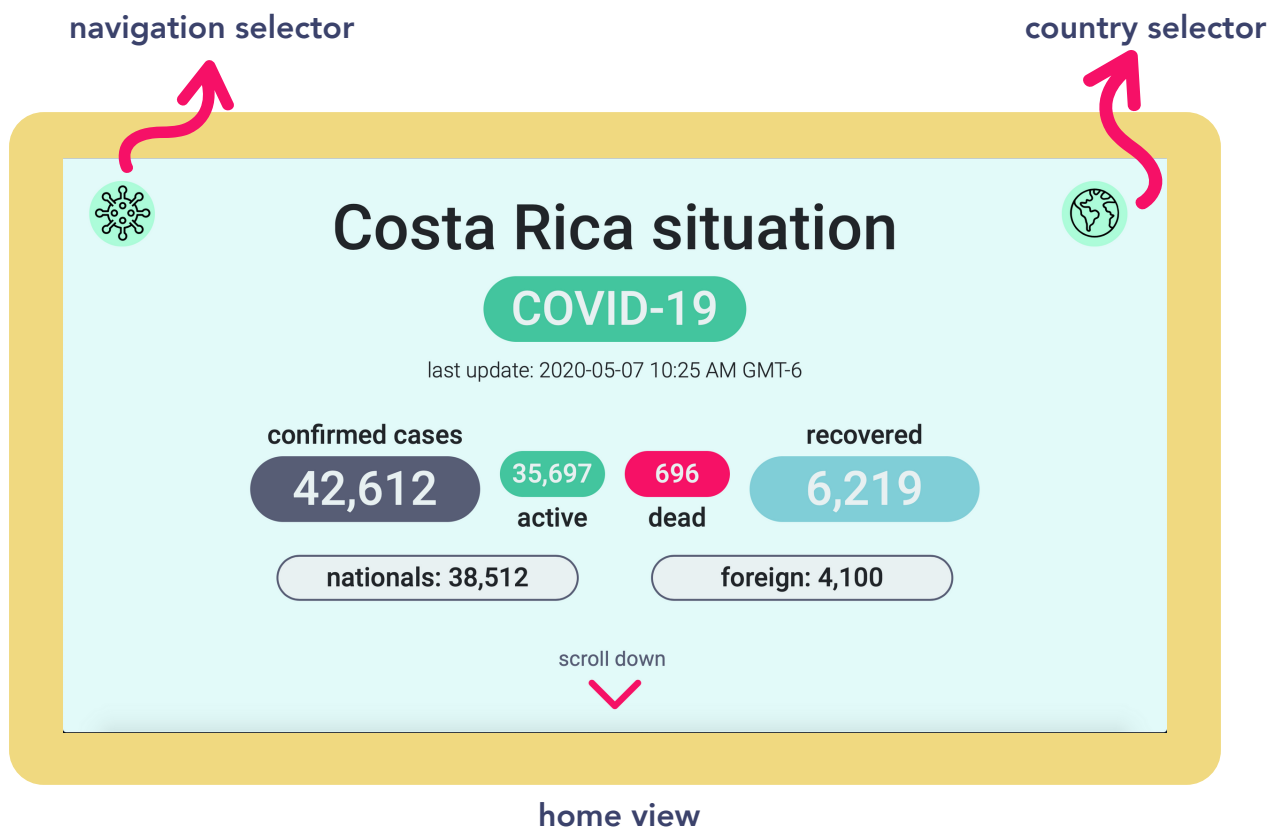 navigation selector
country selector
Costa Rica situation
COVID-19
last update: 2020-05-07 10:25 AM GMT-6
confirmed cases
recovered
42,612
35,697
696
6,219
active
dead
nationals: 38,512
foreign: 4,100
scroll down
home view